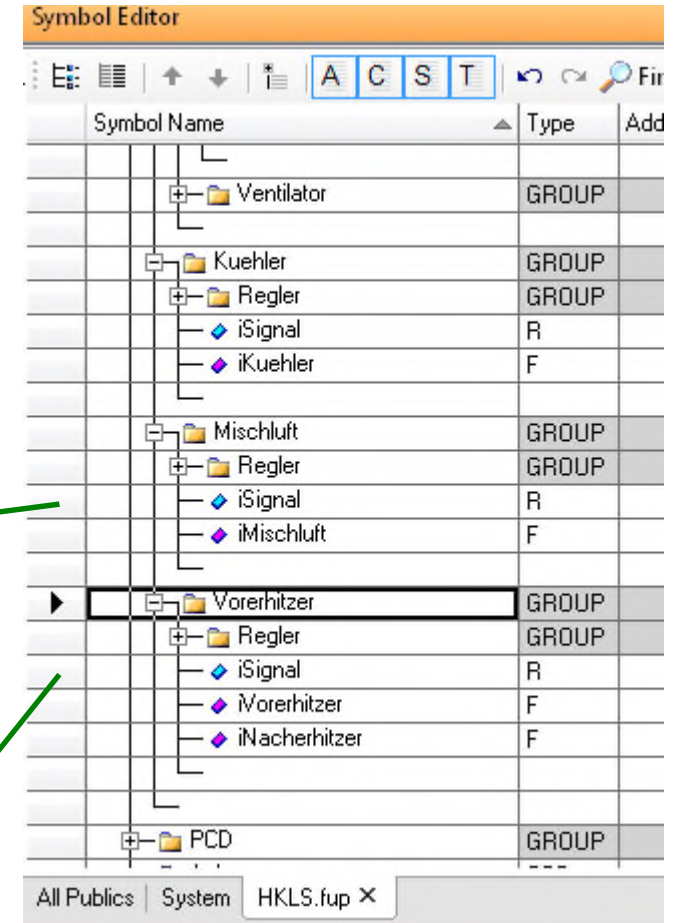 Symbol Editor
A C S T Fin
Symbol Name Type Add
Ventilator GROUP
Kuehler GROUP
Regler GROUP
iSignal R
iKuehler F
Mischluft GROUP
Regler GROUP
iSignal R
iMischluft F
Vorerhitzer GROUP
Regler GROUP
iSignal R
iVorerhitzer F
iNacherhitzer F
PCD GROUP
All Publics System HKLS.fup